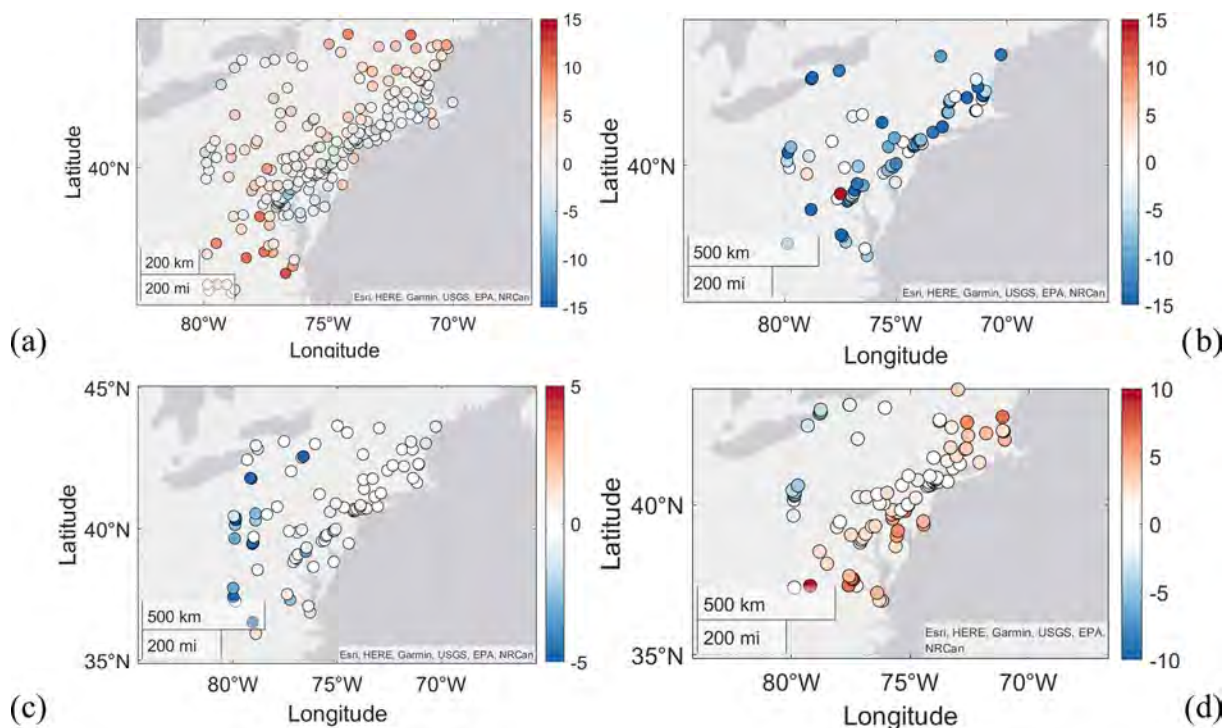 15
10
5
0
-5
-10
-15
40°N
Latitude
200 km
200 mi
Esri, HERE, Garmin, USGS, EPA, NRCan
80°W
75°W
70°W
Longitude
(a)
15
10
5
0
-5
-10
-15
40°N
Latitude
500 km
200 mi
Esri, HERE, Garmin, USGS, EPA, NRCan
80°W
75°W
70°W
Longitude
(b)
45°N
40°N
35°N
Latitude
5
0
-5
500 km
200 mi
Esri, HERE, Garmin, USGS, EPA, NRCan
80°W
75°W
70°W
Longitude
(c)
10
5
0
-5
-10
40°N
35°N
Latitude
500 km
200 mi
Esri, HERE, Garmin, USGS, EPA,
NRCan
80°W
75°W
70°W
Longitude
(d)